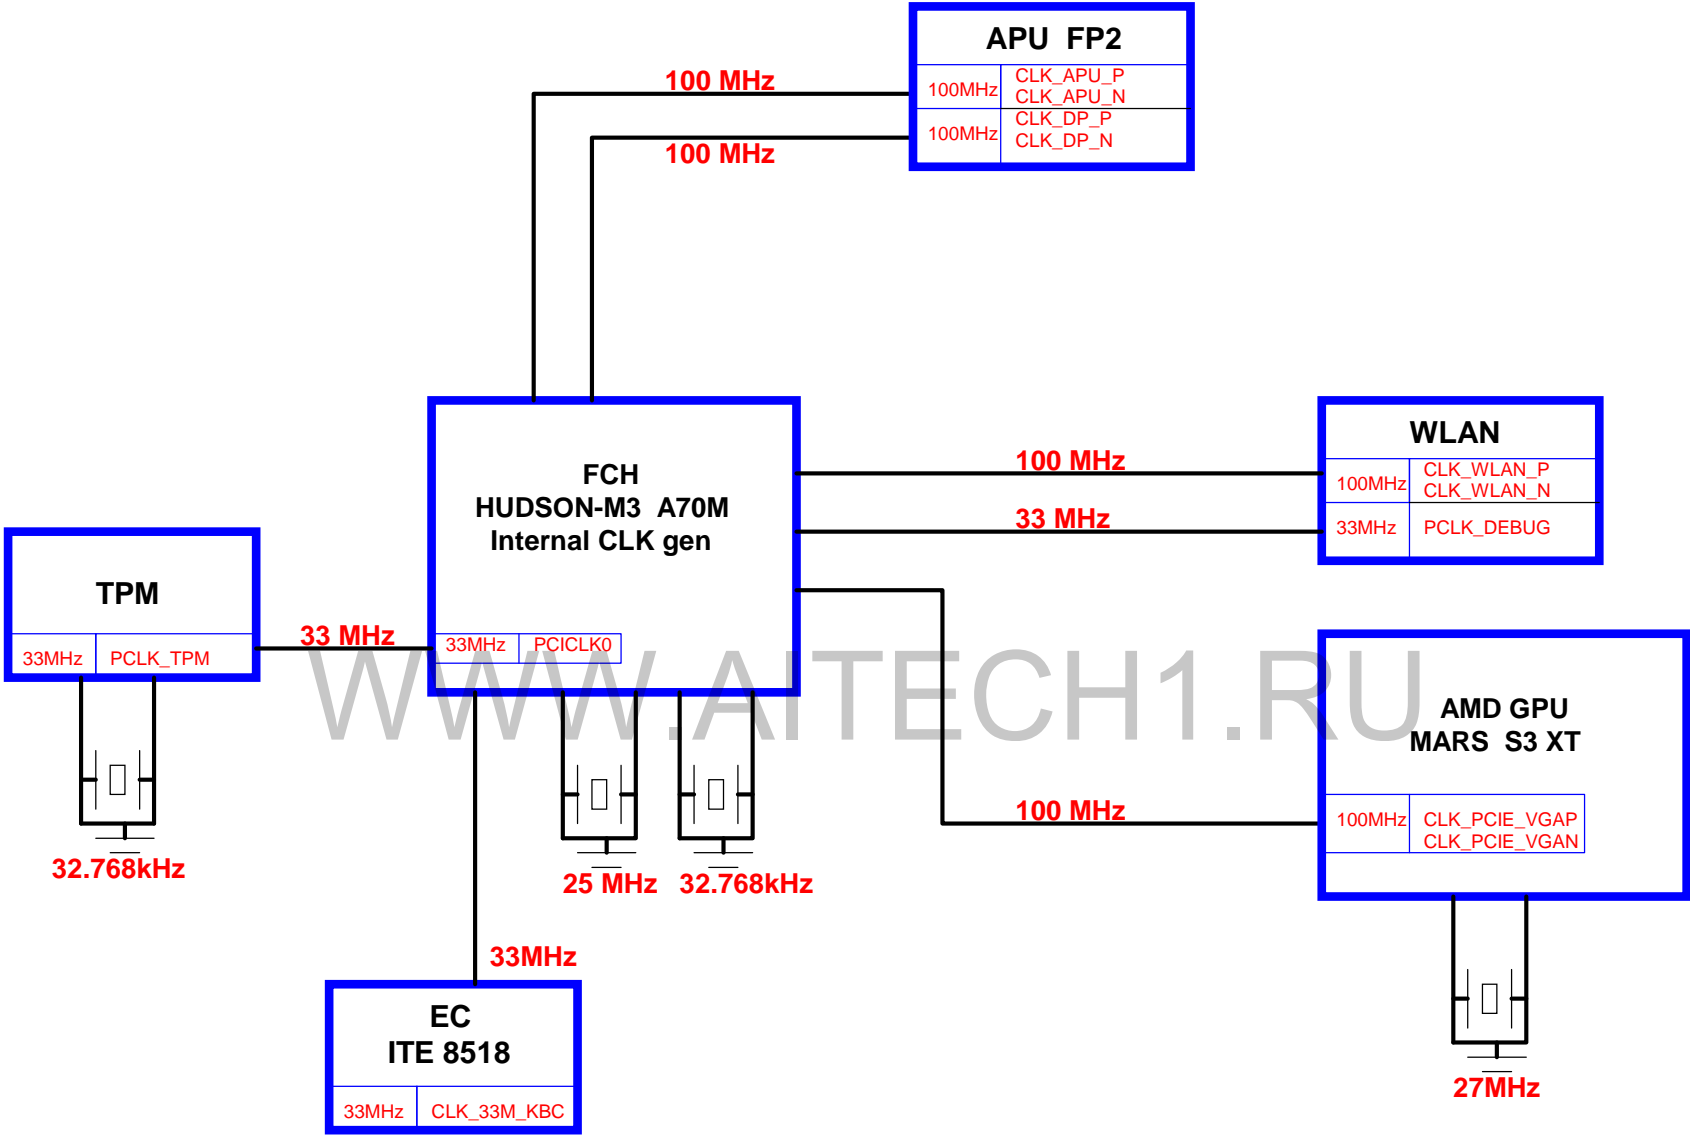 APU FP2
100MHz
CLK_APU_P
CLK_APU_N
100MHz
CLK_DP_P
CLK_DP_N
100 MHz
100 MHz
FCH
HUDSON-M3 A70M
Internal CLK gen
33MHz
PCICLK0
100 MHz
33 MHz
WLAN
100MHz
CLK_WLAN_P
CLK_WLAN_N
33MHz
PCLK_DEBUG
TPM
33MHz
PCLK_TPM
33 MHz
WWW.AITECH1.RU
AMD GPU
MARS S3 XT
100 MHz
100MHz
CLK_PCIE_VGAP
CLK_PCIE_VGAN
32.768kHz
25 MHz
32.768kHz
33MHz
EC
ITE 8518
33MHz
CLK_33M_KBC
27MHz